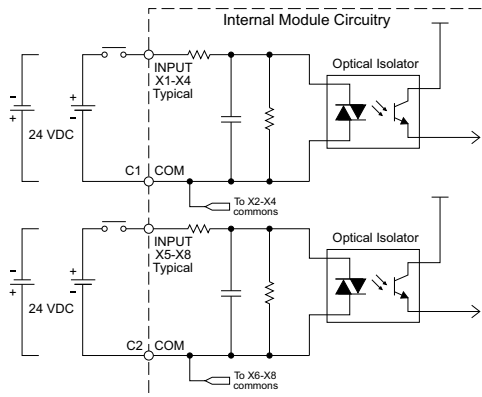 Internal Module Circuitry
INPUT
X1-X4
Typical
Optical Isolator
-
+
+
-
24 VDC
C1 COM
To X2-X4
commons
INPUT
X5-X8
Typical
Optical Isolator
-
+
+
-
24 VDC
C2 COM
To X6-X8
commons